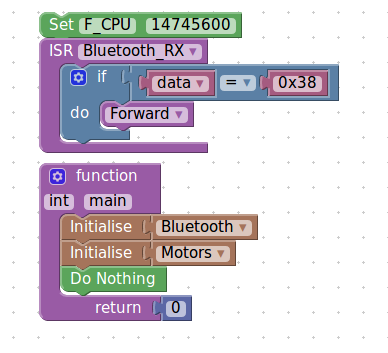 Set F_CPU 14745600
ISR Bluetooth_RX
if data = 0x38
do Forward
function
int main
Initialise Bluetooth
Initialise Motors
Do Nothing
return 0